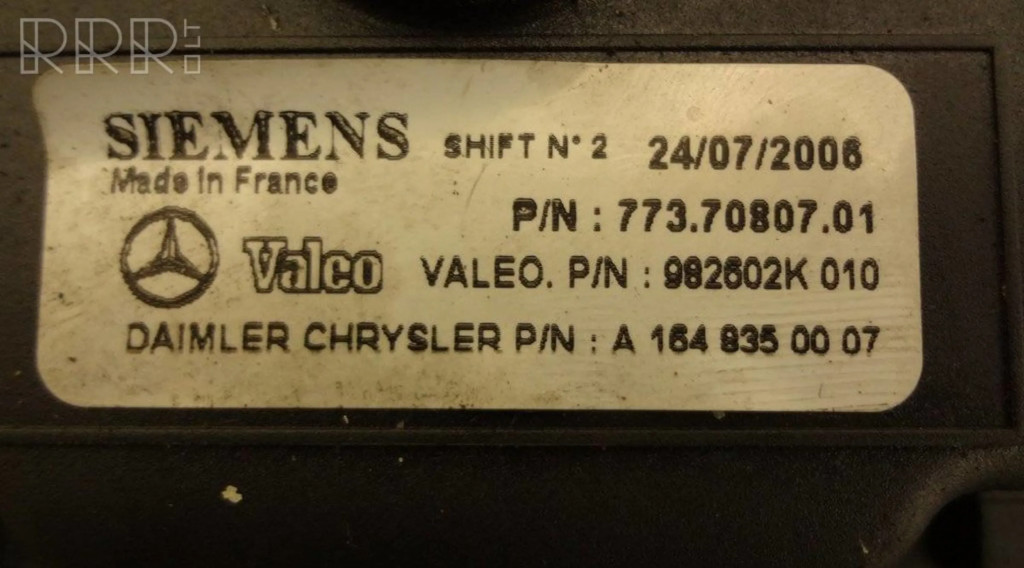 RRR.LT
SIEMENS SHIFT N° 2 24/07/2006
Made in France
P/N : 773.70807.01
Valeo VALEO. P/N : 982602K 010
DAIMLER CHRYSLER P/N : A 164 835 00 07